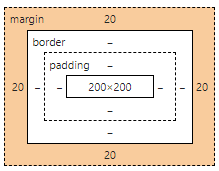 margin 20
border –
padding –
20 – – 200×200 – – 20
–
–
20